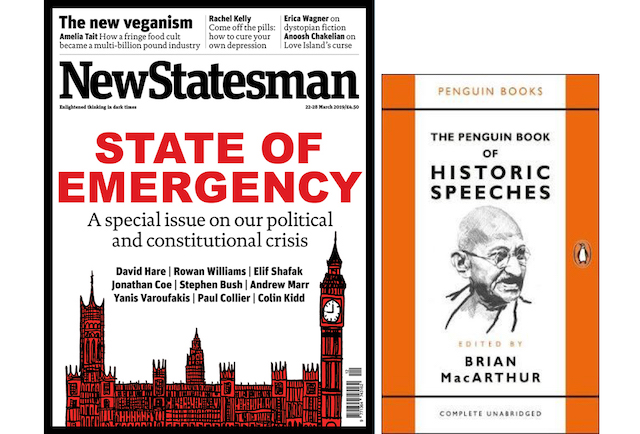 The new veganism
Amelia Tait How a fringe food cult
became a multi-billion pound industry
Rachel Kelly
Come off the pills:
how to cure your
own depression
Erica Wagner on
dystopian fiction
Anoosh Chakelian on
Love Island's curse
NewStatesman
Enlightened thinking in dark times
22-28 March 2019/£4.50
STATE OF
EMERGENCY
A special issue on our political
and constitutional crisis
David Hare | Rowan Williams | Elif Shafak
Jonathan Coe | Stephen Bush | Andrew Marr
Yanis Varoufakis | Paul Collier | Colin Kidd
PENGUIN BOOKS
THE PENGUIN BOOK
OF
HISTORIC
SPEECHES
EDITED BY
BRIAN
MACARTHUR
COMPLETE UNABRIDGED